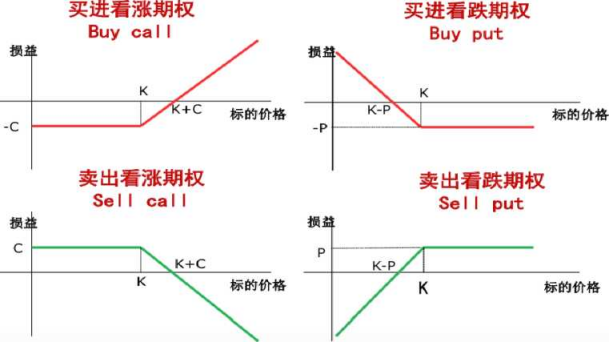 买进看涨期权
Buy call
损益
K
K+C
标的价格
-C
买进看跌期权
Buy put
损益
K
K-P
标的价格
-P
卖出看涨期权
Sell call
损益
C
K+C
K
标的价格
卖出看跌期权
Sell put
损益
P
K-P
K
标的价格